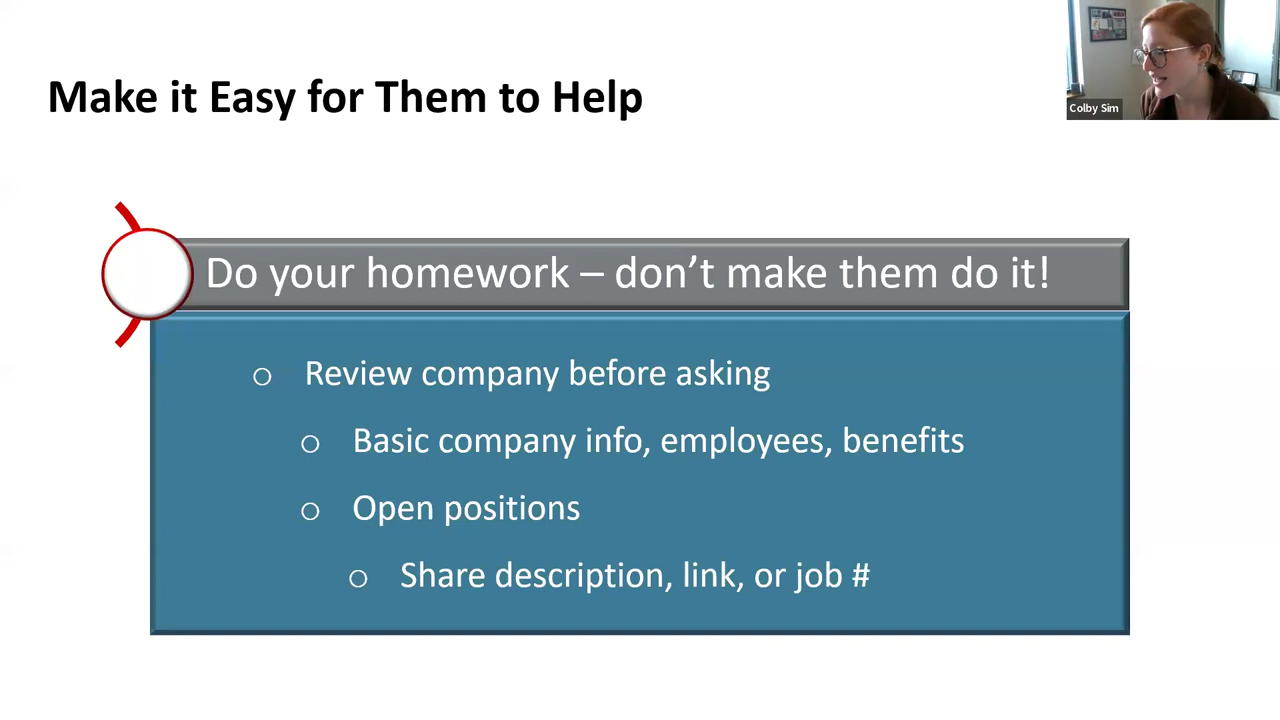 Make it Easy for Them to Help
Colby Sim
Do your homework – don’t make them do it!
o Review company before asking
o Basic company info, employees, benefits
o Open positions
o Share description, link, or job #